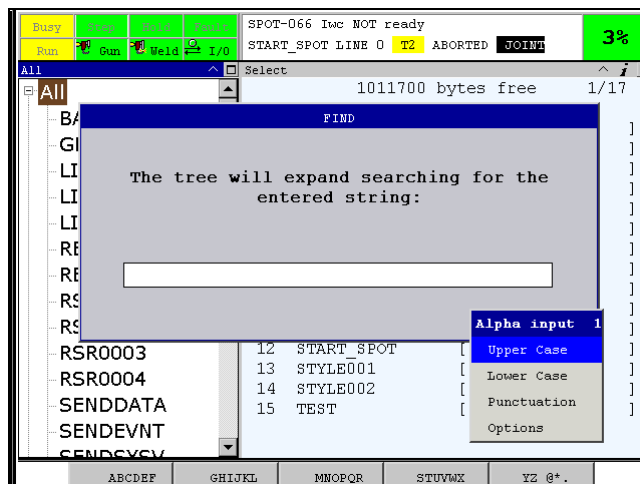 Busy Step Hold Fault
Run Gun Weld I/O
SPOT-066 Iwc NOT ready
START_SPOT LINE 0 T2 ABORTED JOINT
3%
All
Select
All
1011700 bytes free 1/17
FIND
The tree will expand searching for the
entered string:
RSR0003
RSR0004
SENDDATA
SENDEVNT
SENDSYSV
12 START_SPOT [
13 STYLE001 [ ]
14 STYLE002 [ ]
15 TEST [ ]
Alpha input 1
Upper Case
Lower Case
Punctuation
Options
ABCDEF GHIJKL MNOPQR STUVWX YZ @*.